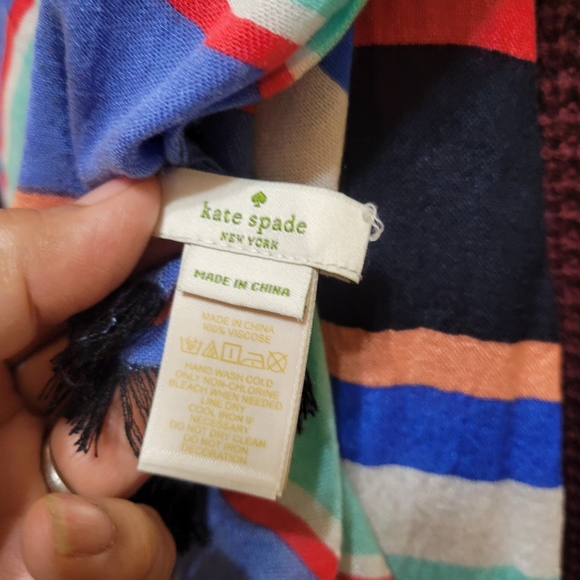 kate spade
NEW YORK
MADE IN CHINA
MADE IN CHINA
100% VISCOSE
HAND WASH COLD
ONLY NON-CHLORINE
BLEACH WHEN NEEDED
LINE DRY
COOL IRON IF
NECESSARY
DO NOT DRY CLEAN
DO NOT IRON
DECORATION